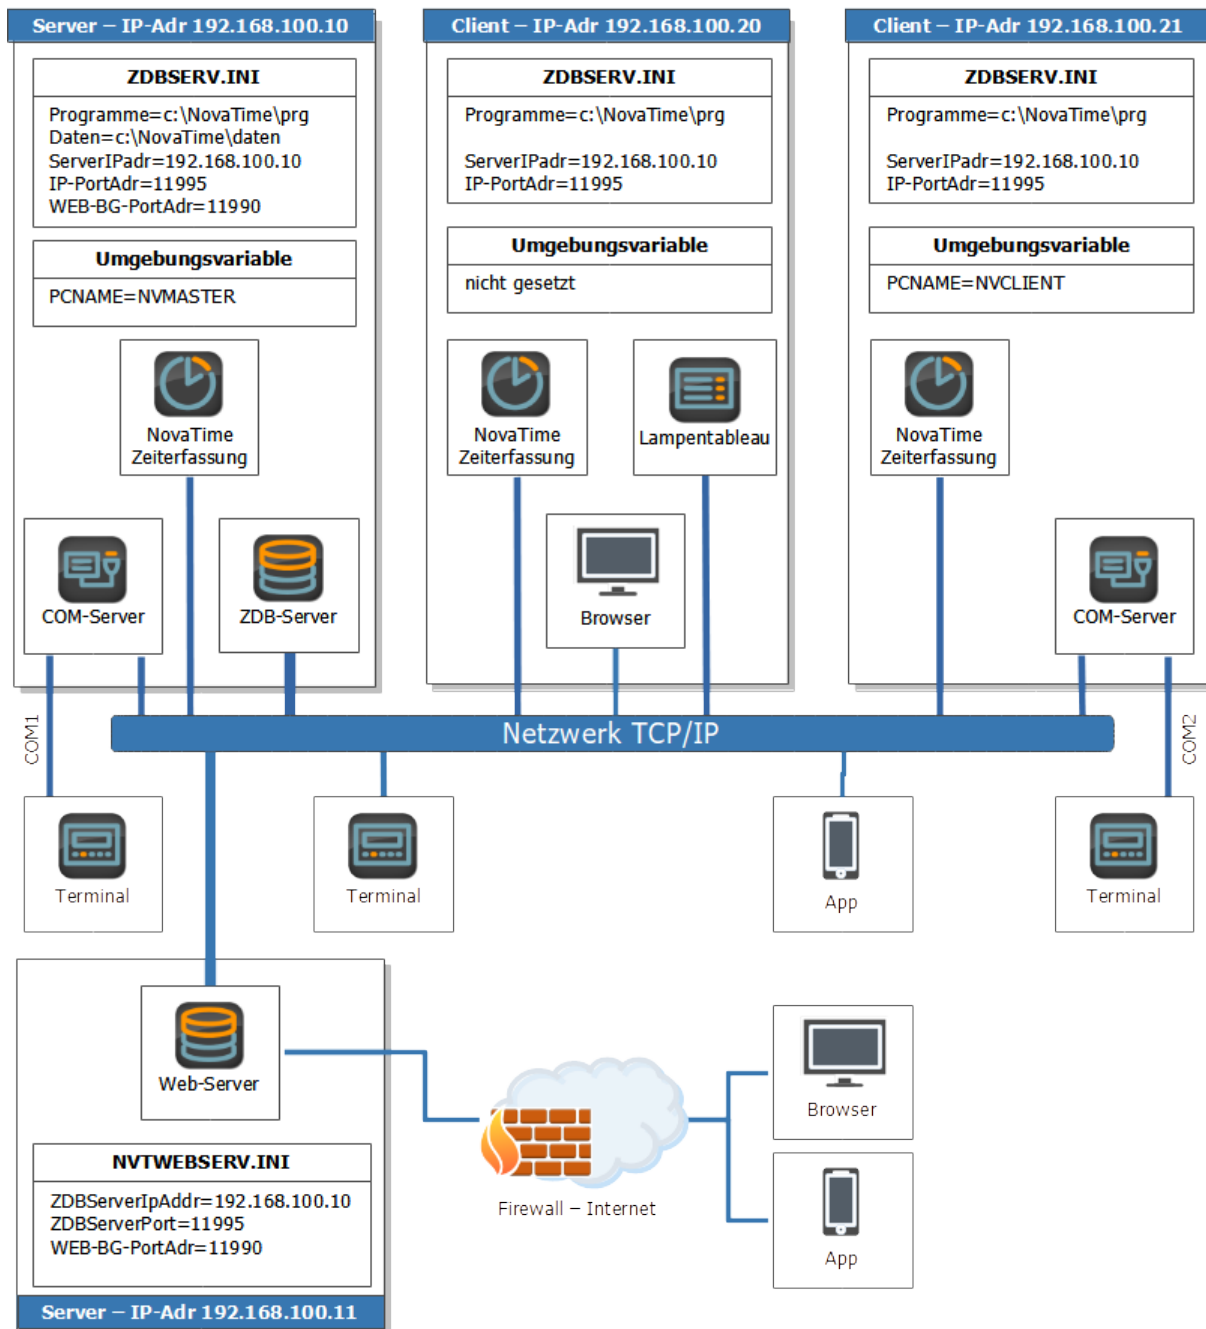 Server – IP-Adr 192.168.100.10
ZDBSERV.INI
Programme=c:\NovaTime\prg
Daten=c:\NovaTime\daten
ServerIPadr=192.168.100.10
IP-PortAdr=11995
WEB-BG-PortAdr=11990
Umgebungsvariable
PCNAME=NVMASTER
NovaTime
Zeiterfassung
COM-Server
ZDB-Server
Client – IP-Adr 192.168.100.20
ZDBSERV.INI
Programme=c:\NovaTime\prg
ServerIPadr=192.168.100.10
IP-PortAdr=11995
Umgebungsvariable
nicht gesetzt
NovaTime
Zeiterfassung
Lampentableau
Browser
Client – IP-Adr 192.168.100.21
ZDBSERV.INI
Programme=c:\NovaTime\prg
ServerIPadr=192.168.100.10
IP-PortAdr=11995
Umgebungsvariable
PCNAME=NVCLIENT
NovaTime
Zeiterfassung
COM-Server
Netzwerk TCP/IP
COM1
COM2
Terminal
Terminal
App
Terminal
Web-Server
NVTWEBSERV.INI
ZDBServerIpAddr=192.168.100.10
ZDBServerPort=11995
WEB-BG-PortAdr=11990
Server – IP-Adr 192.168.100.11
Firewall – Internet
Browser
App